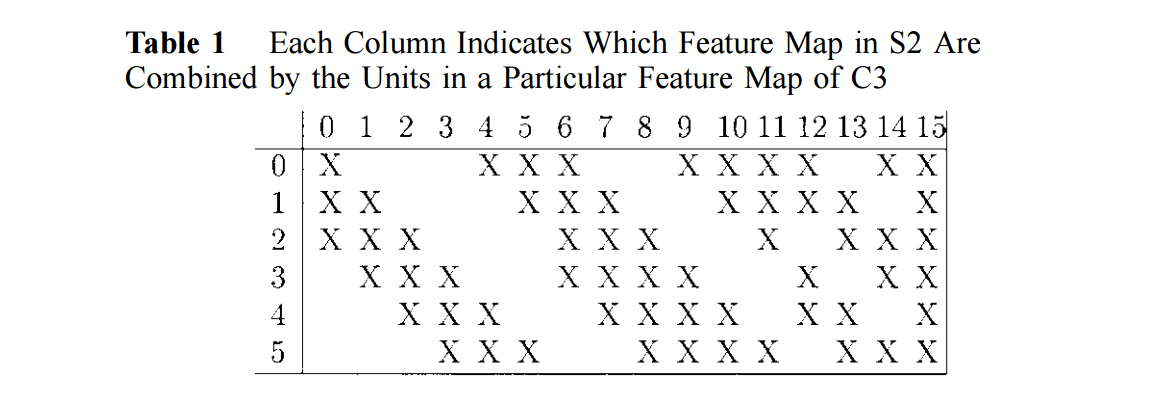 Table 1 Each Column Indicates Which Feature Map in S2 Are
Combined by the Units in a Particular Feature Map of C3
0 1 2 3 4 5 6 7 8 9 10 11 12 13 14 15
0 X X X X X X X X X X
1 X X X X X X X X X X
2 X X X X X X X X X X
3 X X X X X X X X X X
4 X X X X X X X X X X
5 X X X X X X X X X X